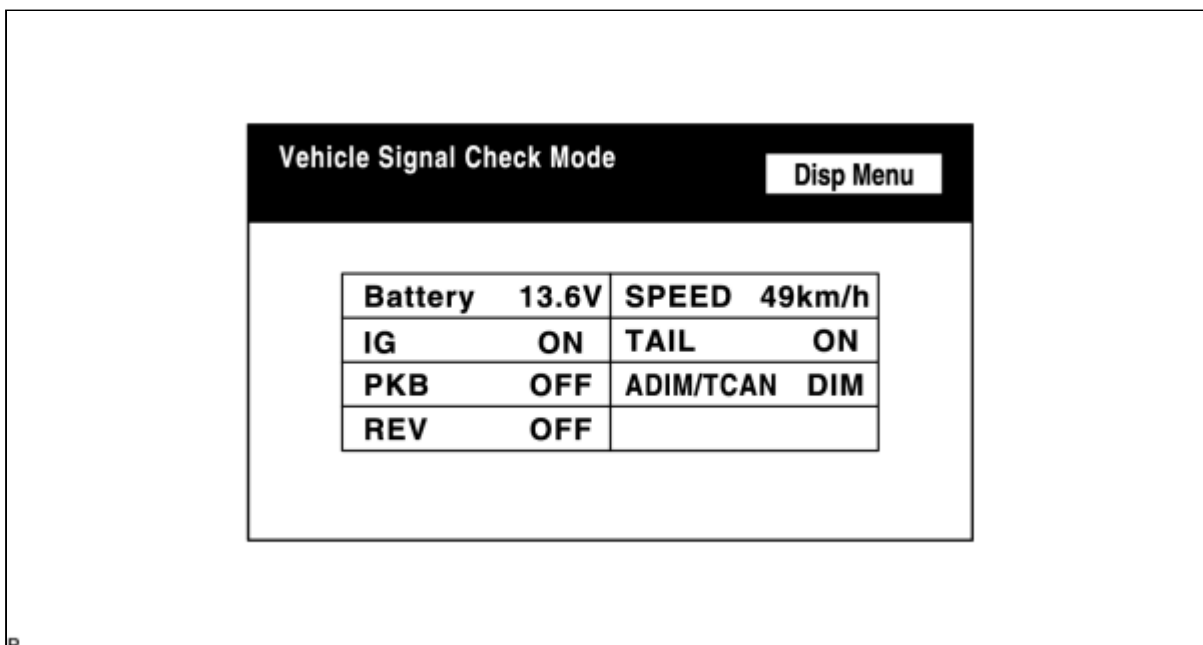 Vehicle Signal Check Mode
Disp Menu
Battery 13.6V SPEED 49km/h
IG ON TAIL ON
PKB OFF ADIM/TCAN DIM
REV OFF